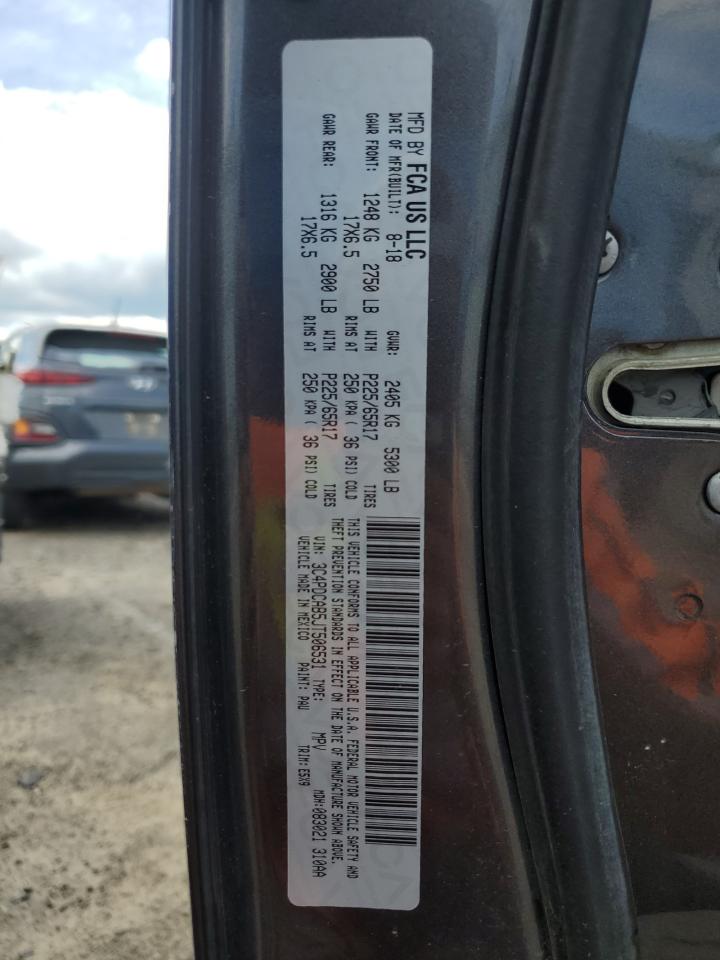 MFD BY FCA US LLC
DATE OF MFR(BUILT): 8-18 GVWR: 2405 KG 5300 LB
GAWR FRONT: 1248 KG 2750 LB WITH P225/65R17 TIRES
17X6.5 RIMS AT 250 KPA ( 36 PSI) COLD
GAWR REAR: 1316 KG 2900 LB WITH P225/65R17 TIRES
17X6.5 RIMS AT 250 KPA ( 36 PSI) COLD
THIS VEHICLE CONFORMS TO ALL APPLICABLE U.S.A. FEDERAL MOTOR VEHICLE SAFETY AND
THEFT PREVENTION STANDARDS IN EFFECT ON THE DATE OF MANUFACTURE SHOWN ABOVE.
VIN: 3C4PDCAB5JT506531 TYPE: MPV MDH:083021 310AA
VEHICLE MADE IN MEXICO PAINT: PAU TRIM:E5X9